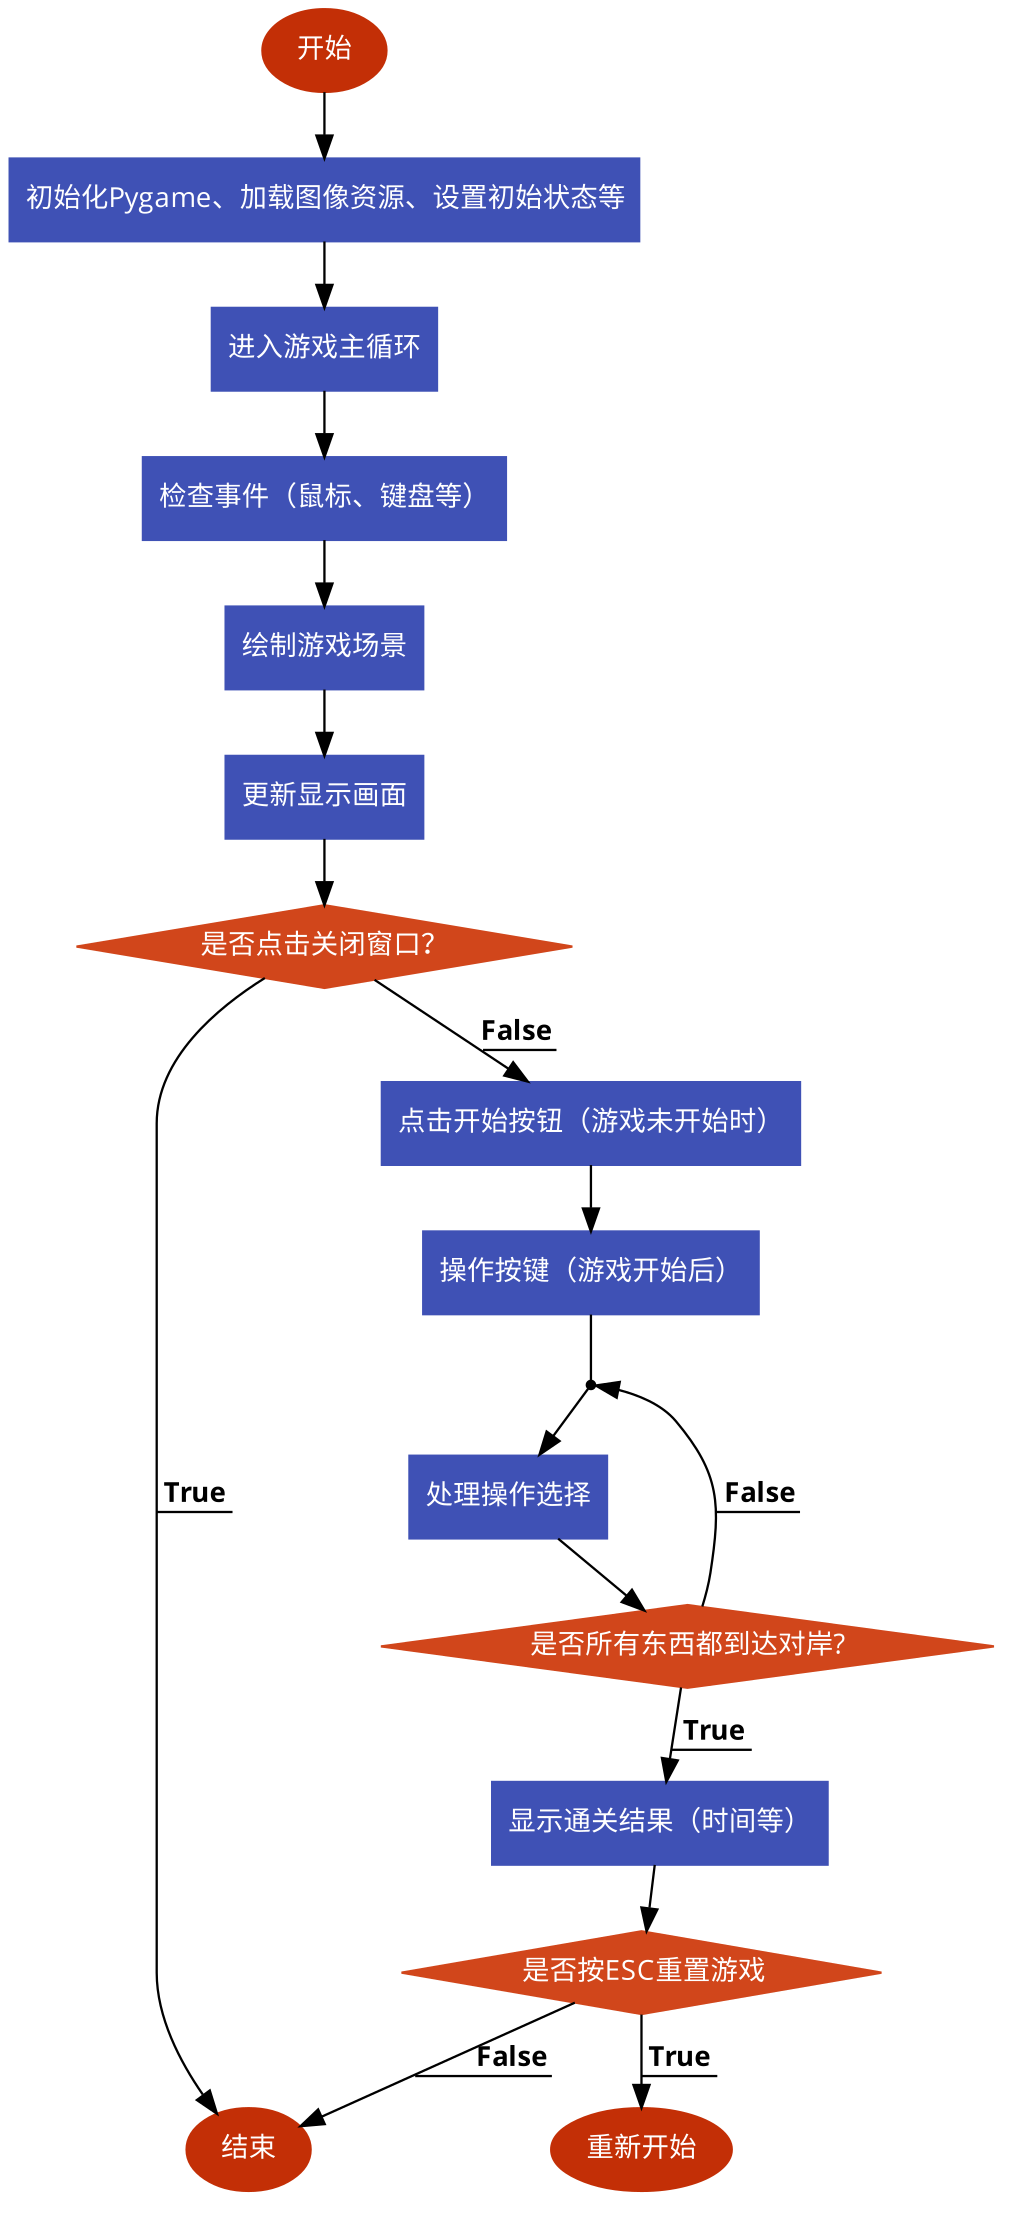 开始
初始化Pygame、加载图像资源、设置初始状态等
进入游戏主循环
检查事件（鼠标、键盘等）
绘制游戏场景
更新显示画面
是否点击关闭窗口？
False
点击开始按钮（游戏未开始时）
操作按键（游戏开始后）
True
处理操作选择
False
是否所有东西都到达对岸?
True
显示通关结果（时间等）
是否按ESC重置游戏
False
True
结束
重新开始